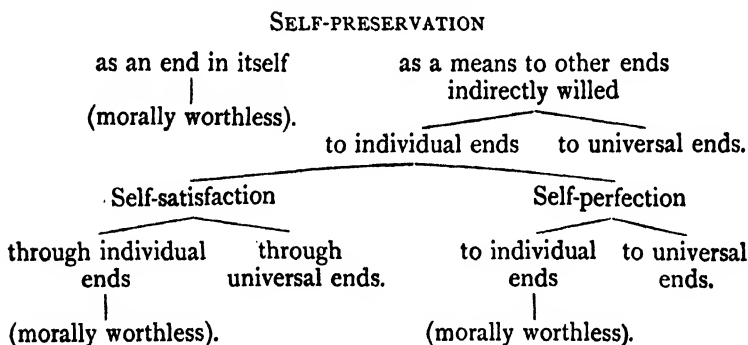 SELF-PRESERVATION
as an end in itself as a means to other ends
indirectly willed
(morally worthless).
to individual ends to universal ends.
Self-satisfaction Self-perfection
through individual through to individual to universal
ends universal ends. ends ends.
(morally worthless). (morally worthless).